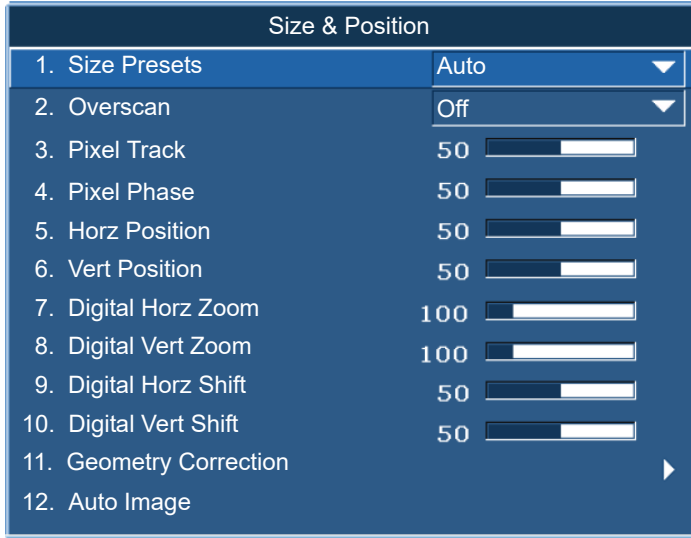 Size & Position
1. Size Presets Auto
2. Overscan Off
3. Pixel Track 50
4. Pixel Phase 50
5. Horz Position 50
6. Vert Position 50
7. Digital Horz Zoom 100
8. Digital Vert Zoom 100
9. Digital Horz Shift 50
10. Digital Vert Shift 50
11. Geometry Correction
12. Auto Image